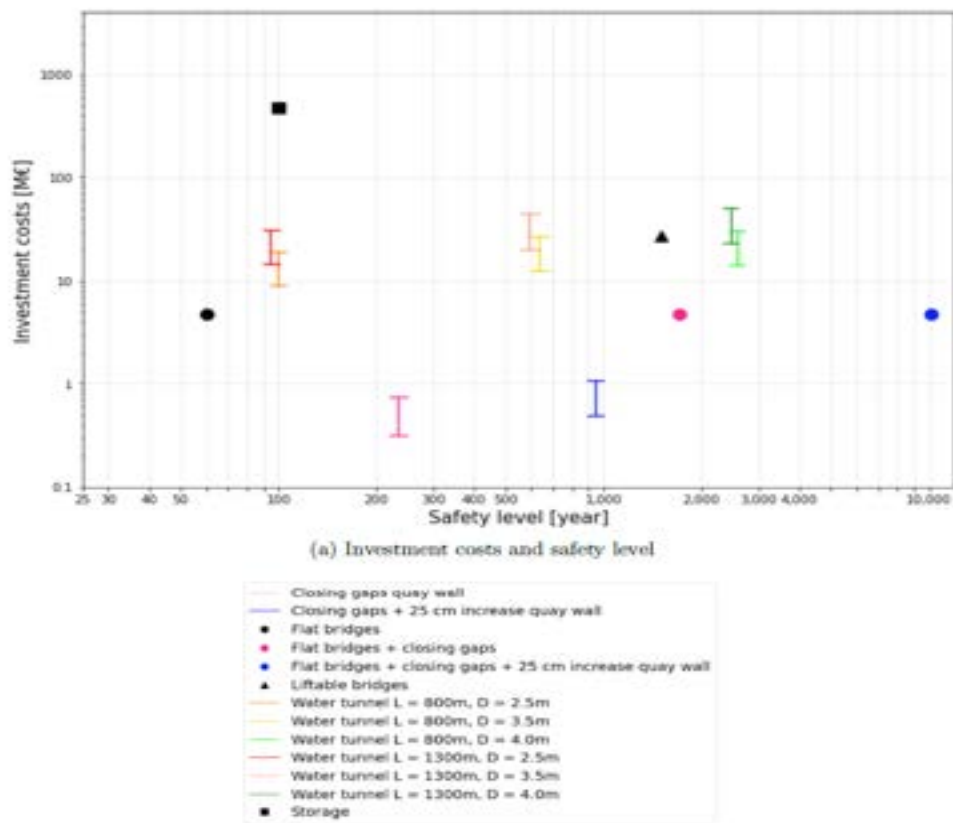 1000
100
10
1
0.1
Investment costs [M€]
25 30 40 50 100 200 300 400 500 1,000 2,000 3,000 4,000 10,000
Safety level [year]
(a) Investment costs and safety level
Closing gaps quay wall
Closing gaps + 25 cm increase quay wall
Flat bridges
Flat bridges + closing gaps
Flat bridges + closing gaps + 25 cm increase quay wall
Liftable bridges
Water tunnel L = 800m, D = 2.5m
Water tunnel L = 800m, D = 3.5m
Water tunnel L = 800m, D = 4.0m
Water tunnel L = 1300m, D = 2.5m
Water tunnel L = 1300m, D = 3.5m
Water tunnel L = 1300m, D = 4.0m
Storage